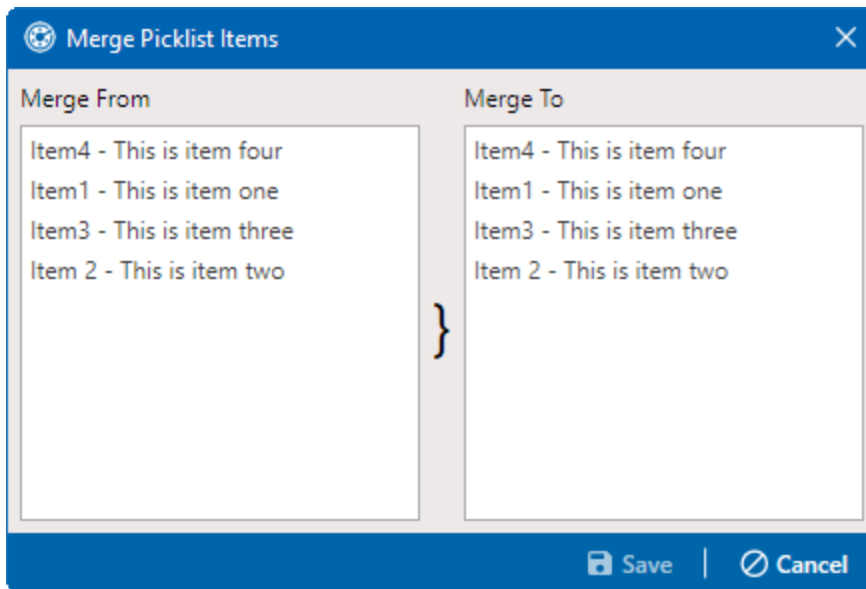 Merge Picklist Items
Merge From
Item4 - This is item four
Item1 - This is item one
Item3 - This is item three
Item 2 - This is item two
}
Merge To
Item4 - This is item four
Item1 - This is item one
Item3 - This is item three
Item 2 - This is item two
Save | Cancel